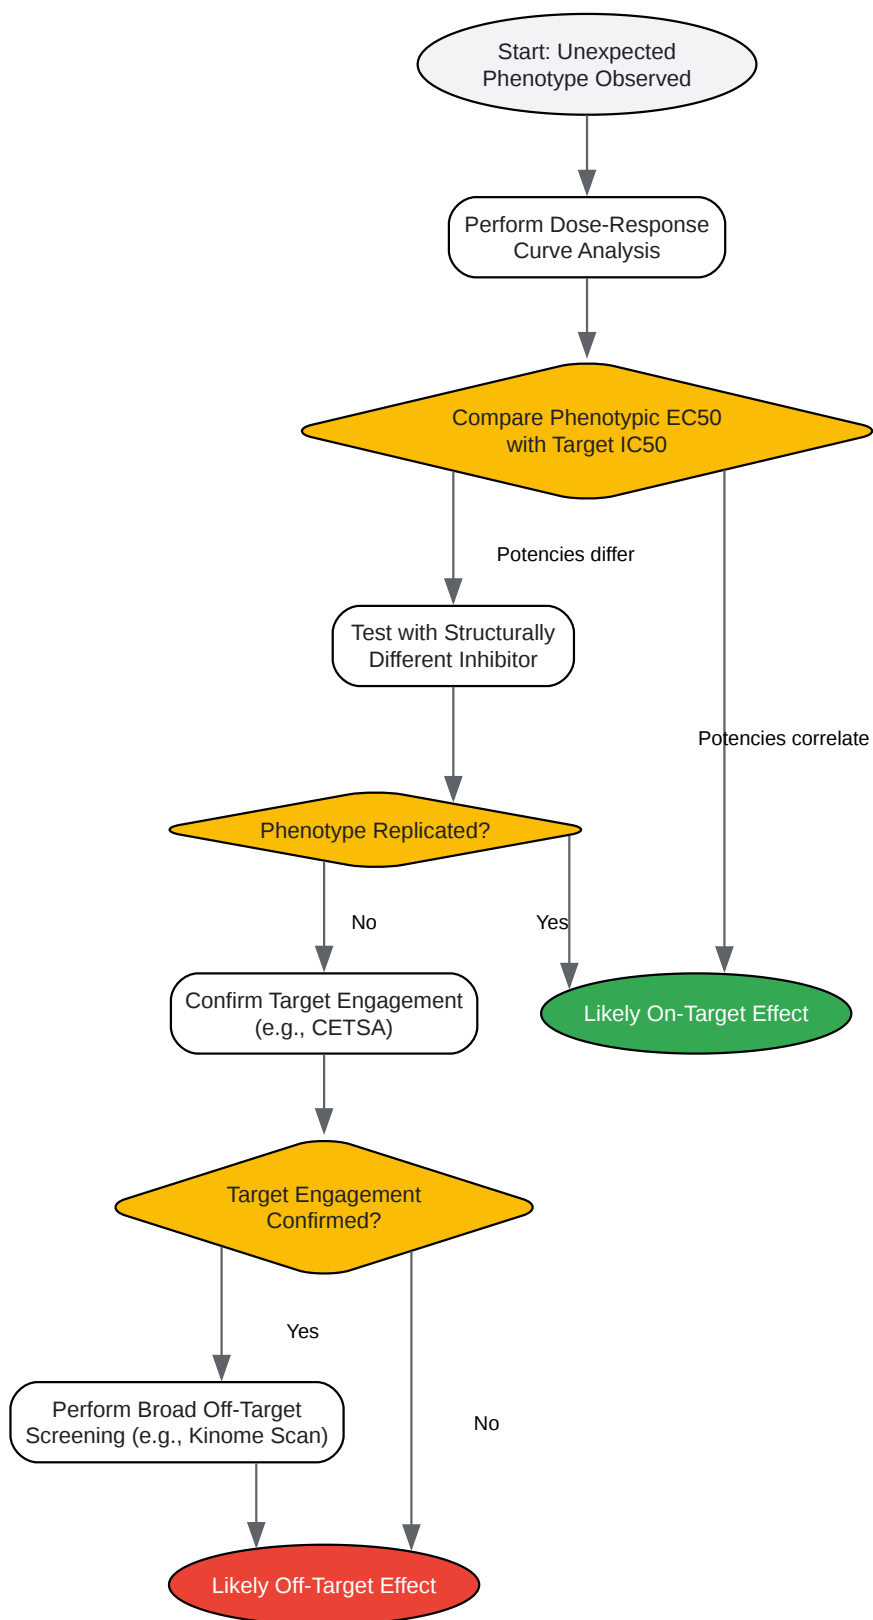 Start: Unexpected
Phenotype Observed
Perform Dose-Response
Curve Analysis
Compare Phenotypic EC50
with Target IC50
Potencies differ
Test with Structurally
Different Inhibitor
Potencies correlate
Phenotype Replicated?
No
Yes
Confirm Target Engagement
(e.g., CETSA)
Likely On-Target Effect
Target Engagement
Confirmed?
Yes
Perform Broad Off-Target
Screening (e.g., Kinome Scan)
No
Likely Off-Target Effect